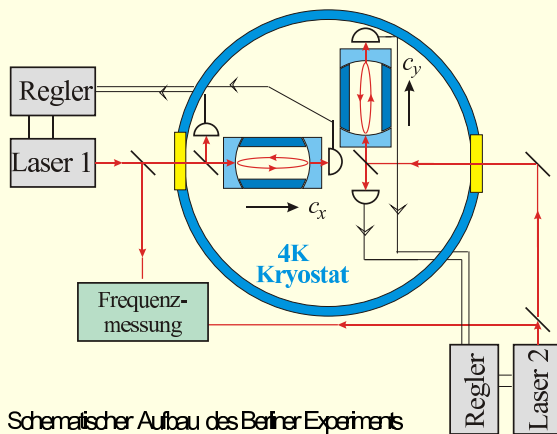 Regler
Laser 1
c_y
c_x
4K
Kryostat
Frequenz-
messung
Regler
Laser 2
Schematischer Aufbau des Berliner Experiments